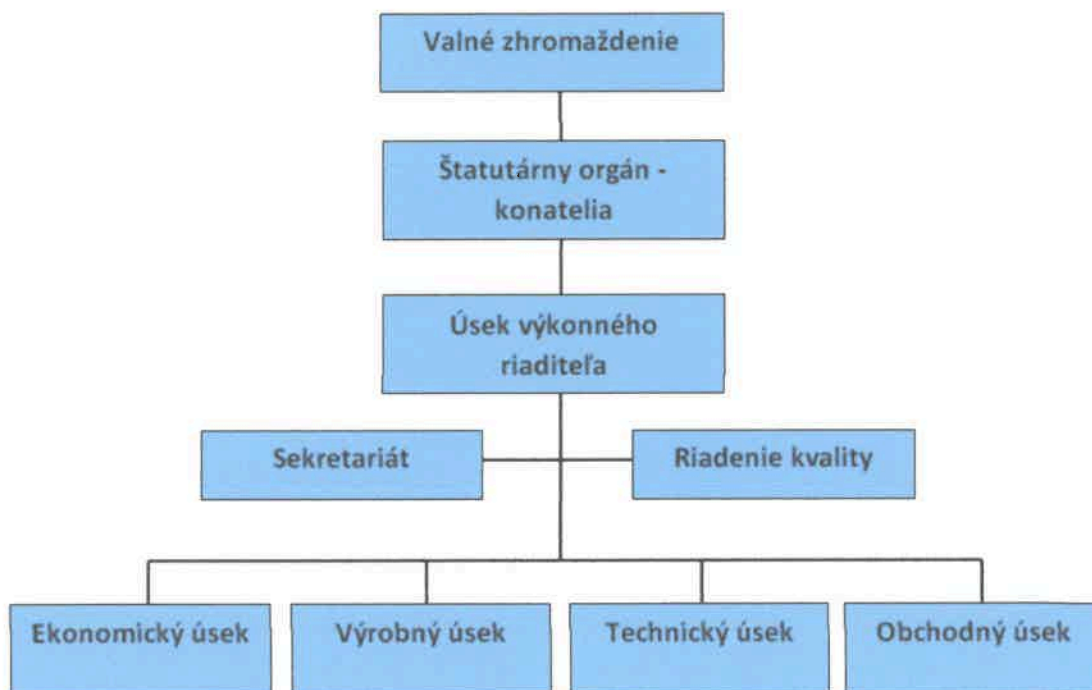 Valné zhromaždenie
Štatutárny orgán -
konatelia
Úsek výkonného
riaditeľa
Sekretariát
Riadenie kvality
Ekonomický úsek
Výrobný úsek
Technický úsek
Obchodný úsek